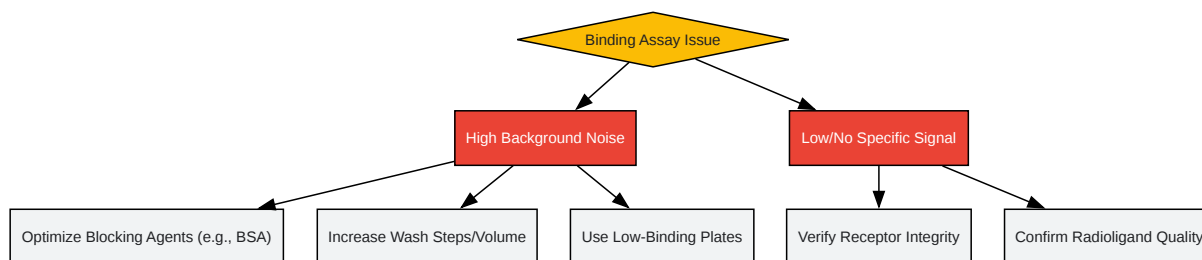 Binding Assay Issue
High Background Noise
Low/No Specific Signal
Optimize Blocking Agents (e.g., BSA)
Increase Wash Steps/Volume
Use Low-Binding Plates
Verify Receptor Integrity
Confirm Radioligand Quality